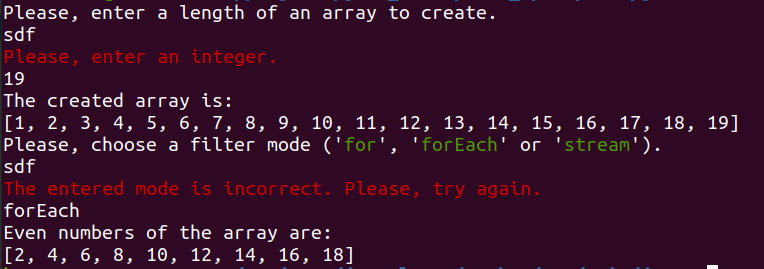 Please, enter a length of an array to create.
sdf
Please, enter an integer.
19
The created array is:
[1, 2, 3, 4, 5, 6, 7, 8, 9, 10, 11, 12, 13, 14, 15, 16, 17, 18, 19]
Please, choose a filter mode ('for', 'forEach' or 'stream').
sdf
The entered mode is incorrect. Please, try again.
forEach
Even numbers of the array are:
[2, 4, 6, 8, 10, 12, 14, 16, 18]